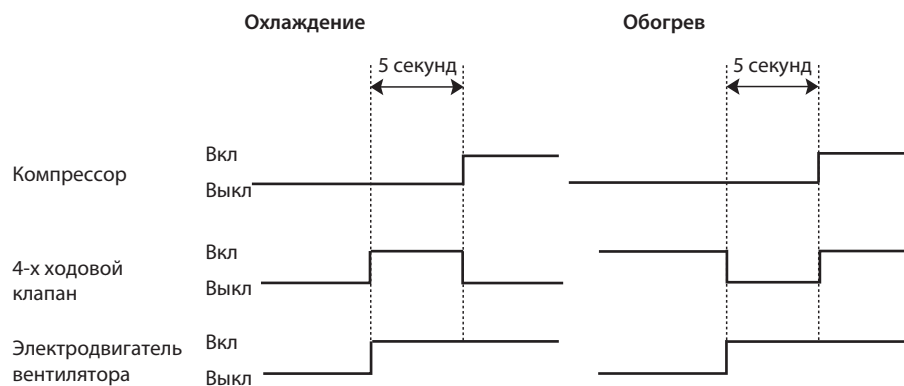 Охлаждение
Обогрев
5 секунд
5 секунд
Компрессор
Вкл
Выкл
4-х ходовой
клапан
Вкл
Выкл
Электродвигатель
вентилятора
Вкл
Выкл